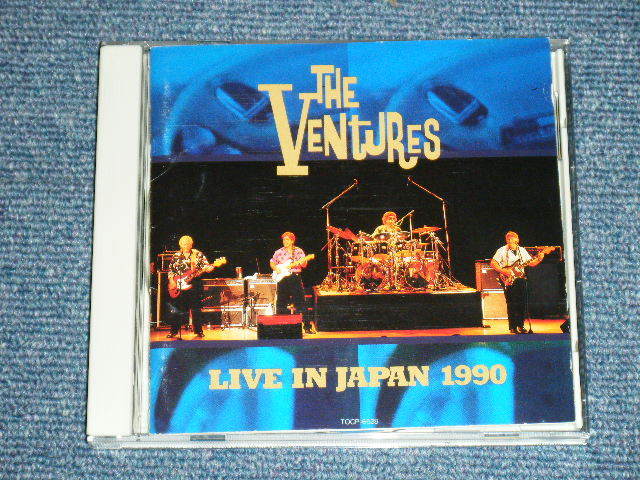 THE
VENTURES
LIVE IN JAPAN 1990